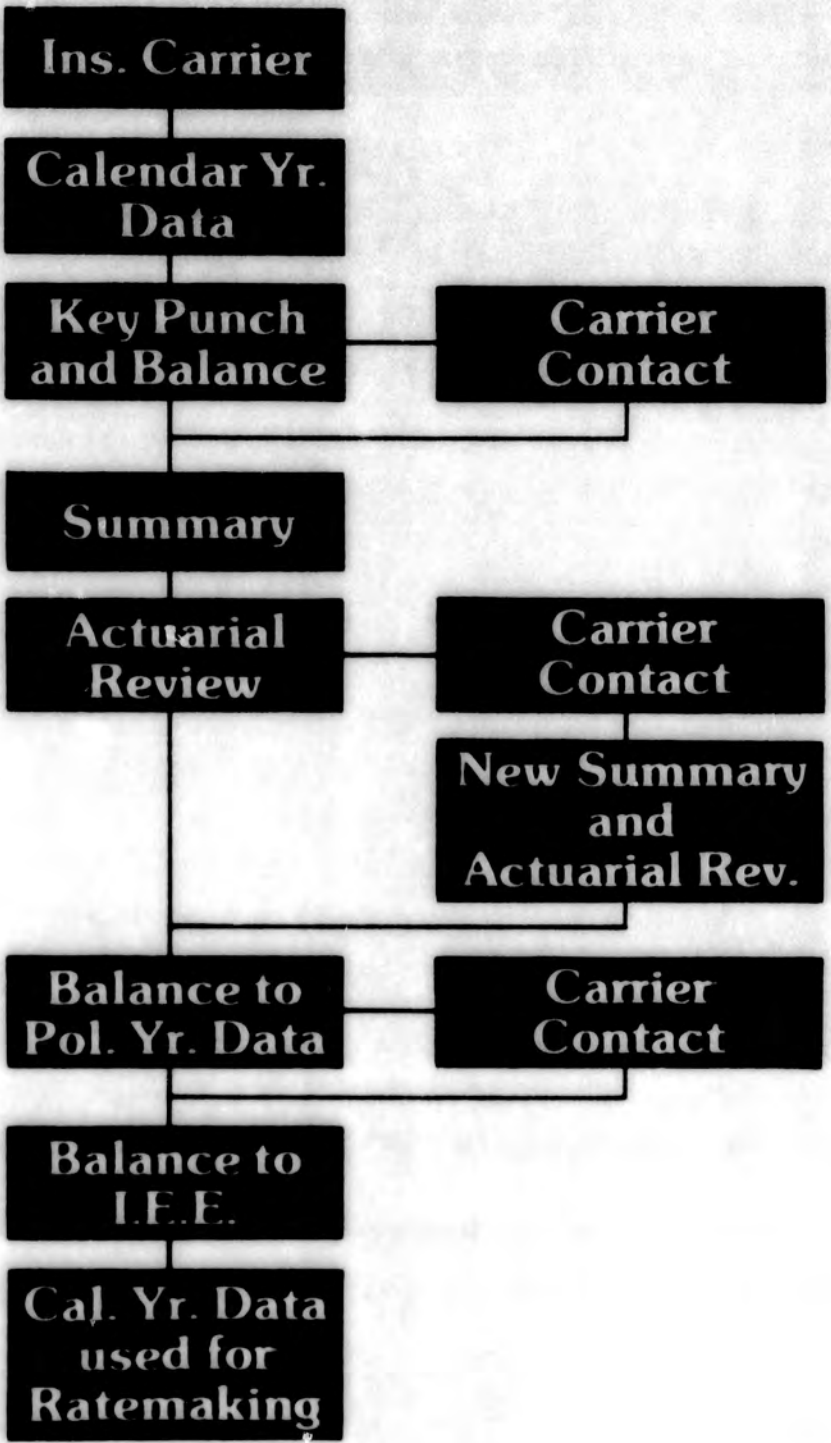 Ins. Carrier
Calendar Yr.
Data
Key Punch
and Balance
Carrier
Contact
Summary
Actuarial
Review
Carrier
Contact
New Summary
and
Actuarial Rev.
Balance to
Pol. Yr. Data
Carrier
Contact
Balance to
I.E.E.
Cal. Yr. Data
used for
Ratemaking